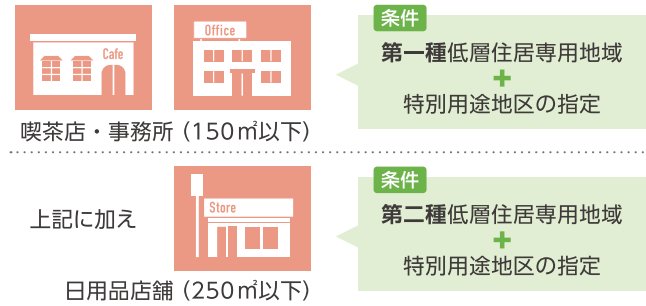 Cafe
Office
喫茶店・事務所（150㎡以下）
条件
第一種低層住居専用地域
+
特別用途地区の指定
上記に加え
Store
日用品店舗（250㎡以下）
条件
第二種低層住居専用地域
+
特別用途地区の指定